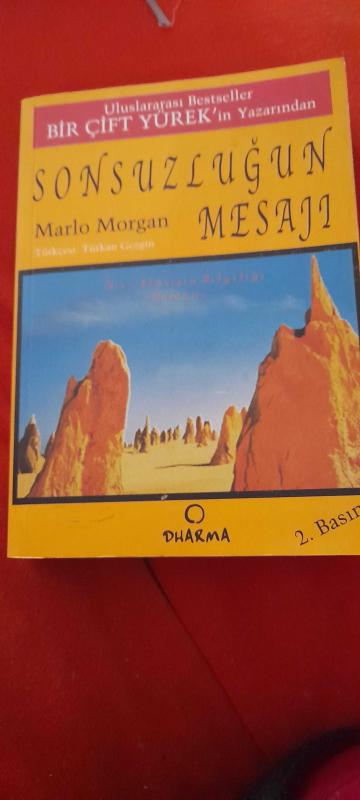 Uluslararası Bestseller
BİR ÇİFT YÜREK'in Yazarından
SONSUZLUĞUN
MESAJI
Marlo Morgan
Türkçesi: Türkan Gezgin
DHARMA
2. Basım